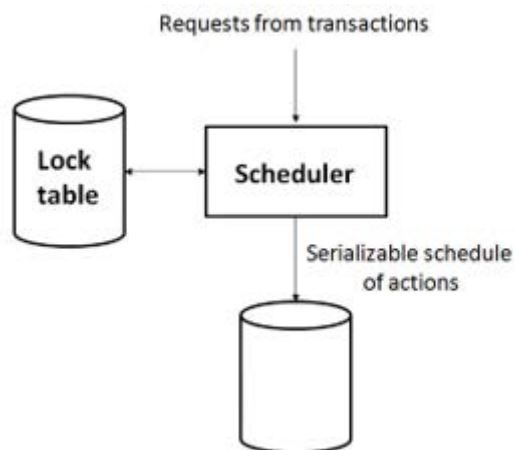 Requests from transactions
Lock
table
Scheduler
Serializable schedule
of actions